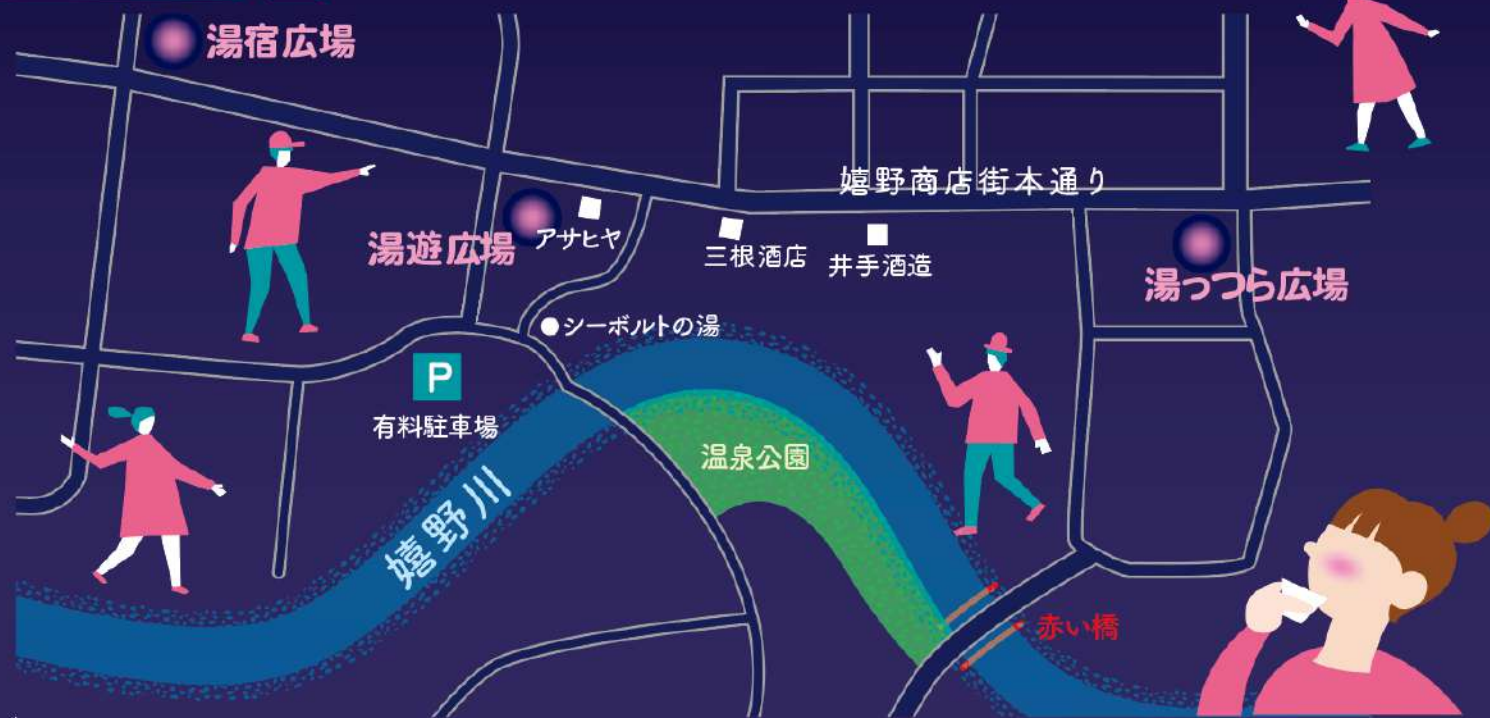 湯宿広場
嬉野商店街本通り
湯遊広場
アサヒヤ
三根酒店
井手酒造
湯っつら広場
シーボルトの湯
P
有料駐車場
温泉公園
嬉野川
赤い橋